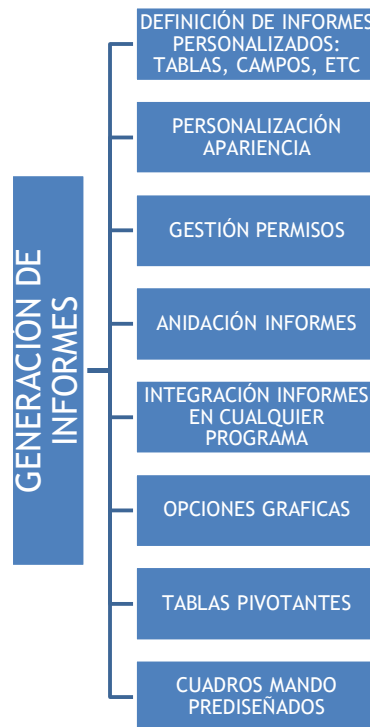 GENERACIÓN DE
INFORMES
DEFINICIÓN DE INFORMES
PERSONALIZADOS:
TABLAS, CAMPOS, ETC
PERSONALIZACIÓN
APARIENCIA
GESTIÓN PERMISOS
ANIDACIÓN INFORMES
INTEGRACIÓN INFORMES
EN CUALQUIER
PROGRAMA
OPCIONES GRAFICAS
TABLAS PIVOTANTES
CUADROS MANDO
PREDISEÑADOS